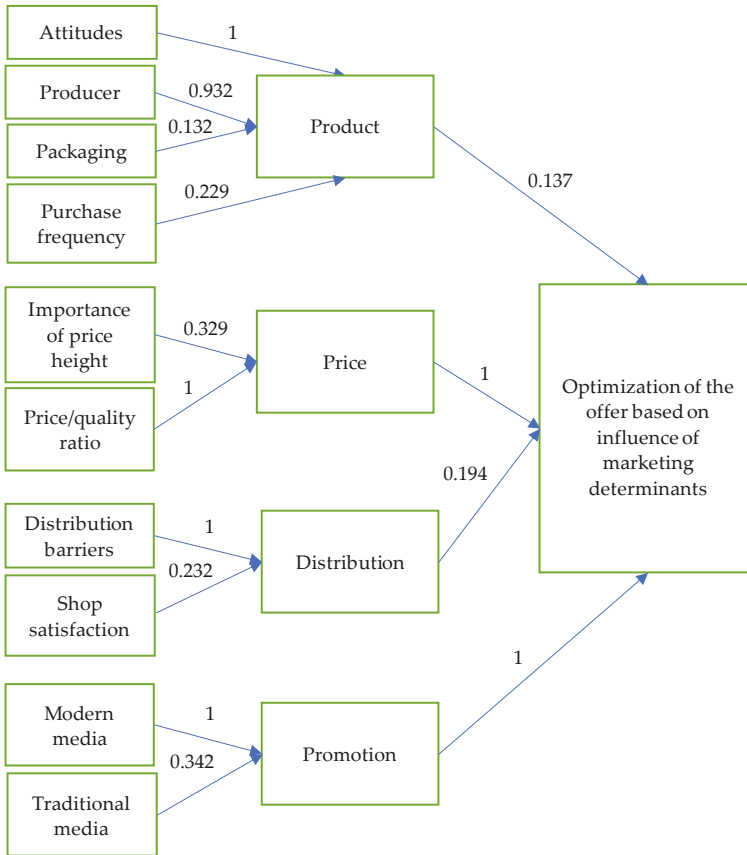 Attitudes
1
Producer
0.932
Product
Packaging
0.132
Purchase
frequency
0.229
0.137
Importance
of price
height
0.329
Price
Price/quality
ratio
1
1
Optimization of the
offer based on
influence of
marketing
determinants
0.194
Distribution
barriers
1
Distribution
Shop
satisfaction
0.232
Modern
media
1
Promotion
1
Traditional
media
0.342